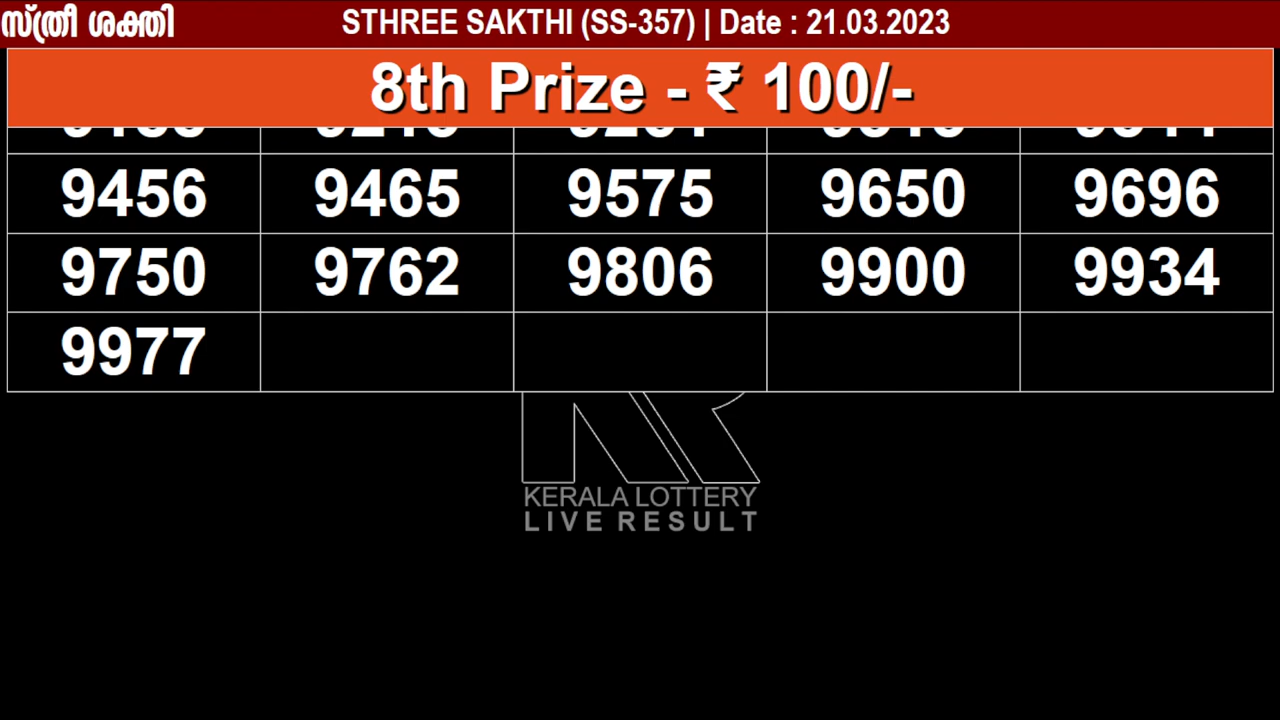 സ്ത്രീ ശക്തി STHREE SAKTHI (SS-357) | Date : 21.03.2023
8th Prize - ₹ 100/-
9456 9465 9575 9650 9696
9750 9762 9806 9900 9934
9977
KERALA LOTTERY
LIVE RESULT